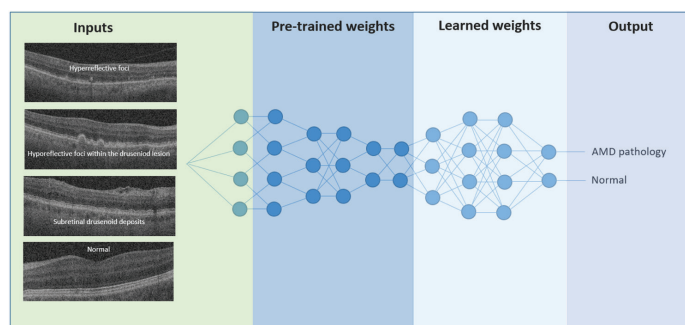 Inputs
Pre-trained weights
Learned weights
Output
Hyperreflective foci
Hyporeflective foci within the druseniod lesion
Subretinal drusenoid deposits
Normal
AMD pathology
Normal